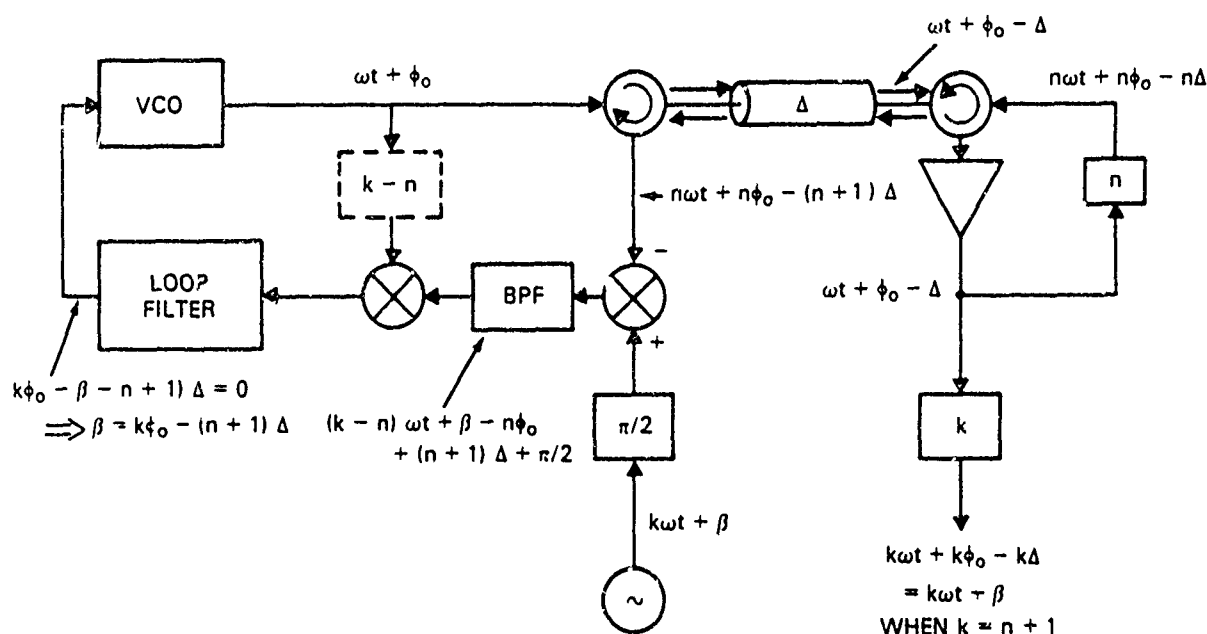 ωt + ϕₒ − Δ
VCO
ωt + ϕₒ
Δ
nωt + nϕₒ − nΔ
k − n
n
nωt + nϕₒ − (n + 1) Δ
−
LOO?
FILTER
BPF
ωt + ϕₒ − Δ
+
kϕₒ − β − n + 1) Δ = 0
⟹ β = kϕₒ − (n + 1) Δ
(k − n) ωt + β − nϕₒ
+ (n + 1) Δ + π/2
π/2
k
kωt + β
kωt + kϕₒ − kΔ
= kωt − β
WHEN k = n + 1
~